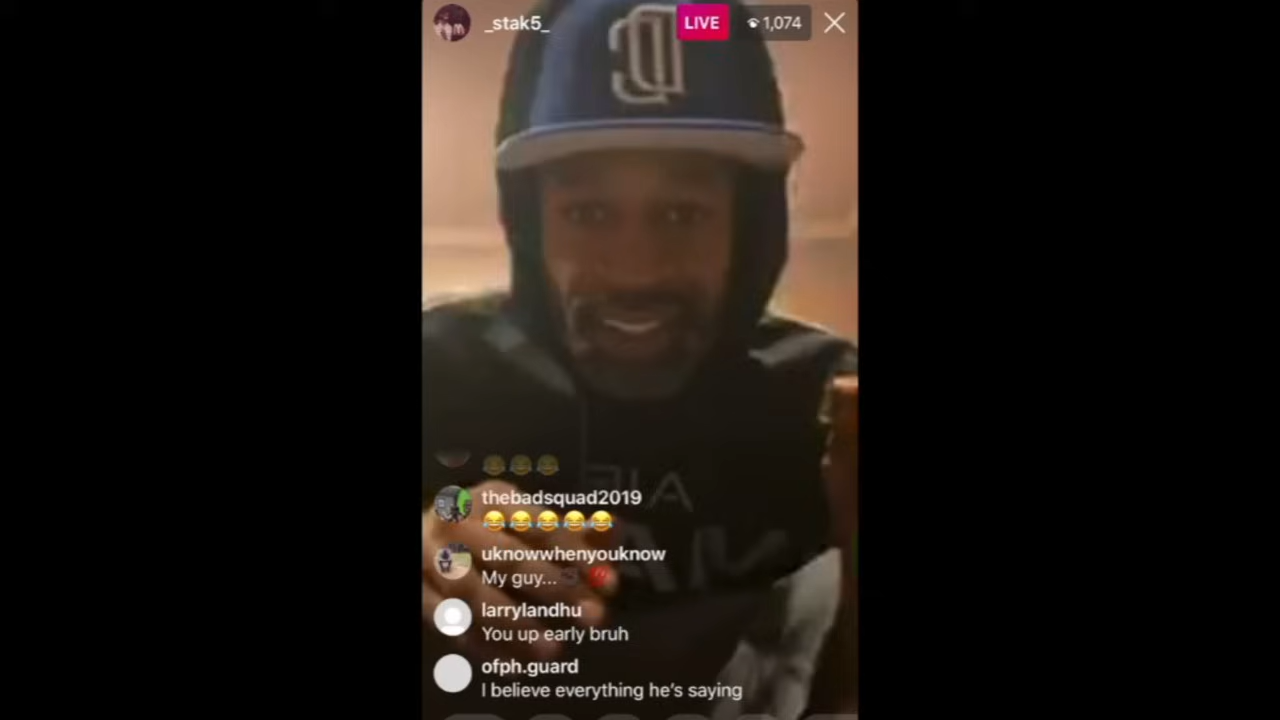 _stak5_ LIVE 1,074
😂😂😂
thebadsquad2019
😂😂😂😂😂
uknowwhenyouknow
My guy...
larrylandhu
You up early bruh
ofph.guard
I believe everything he's saying